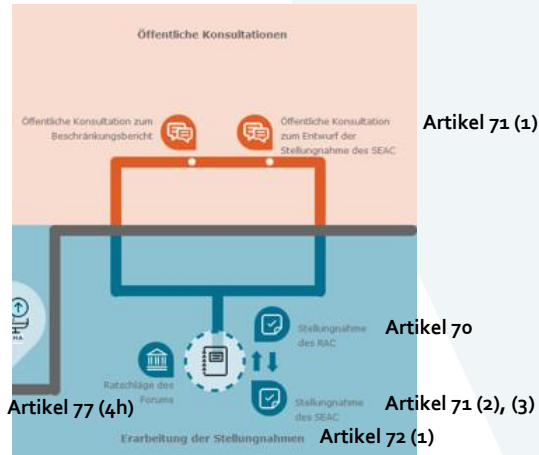 Öffentliche Konsultationen
Öffentliche Konsultation zum
Beschränkungsbericht
Öffentliche Konsultation
zum Entwurf der
Stellungnahme des SEAC
Artikel 71 (1)
HA
Stellungnahme
des RAC
Artikel 70
Ratschläge des
Forums
Artikel 77 (4h)
Stellungnahme
des SEAC
Artikel 71 (2), (3)
Erarbeitung der Stellungnahmen
Artikel 72 (1)